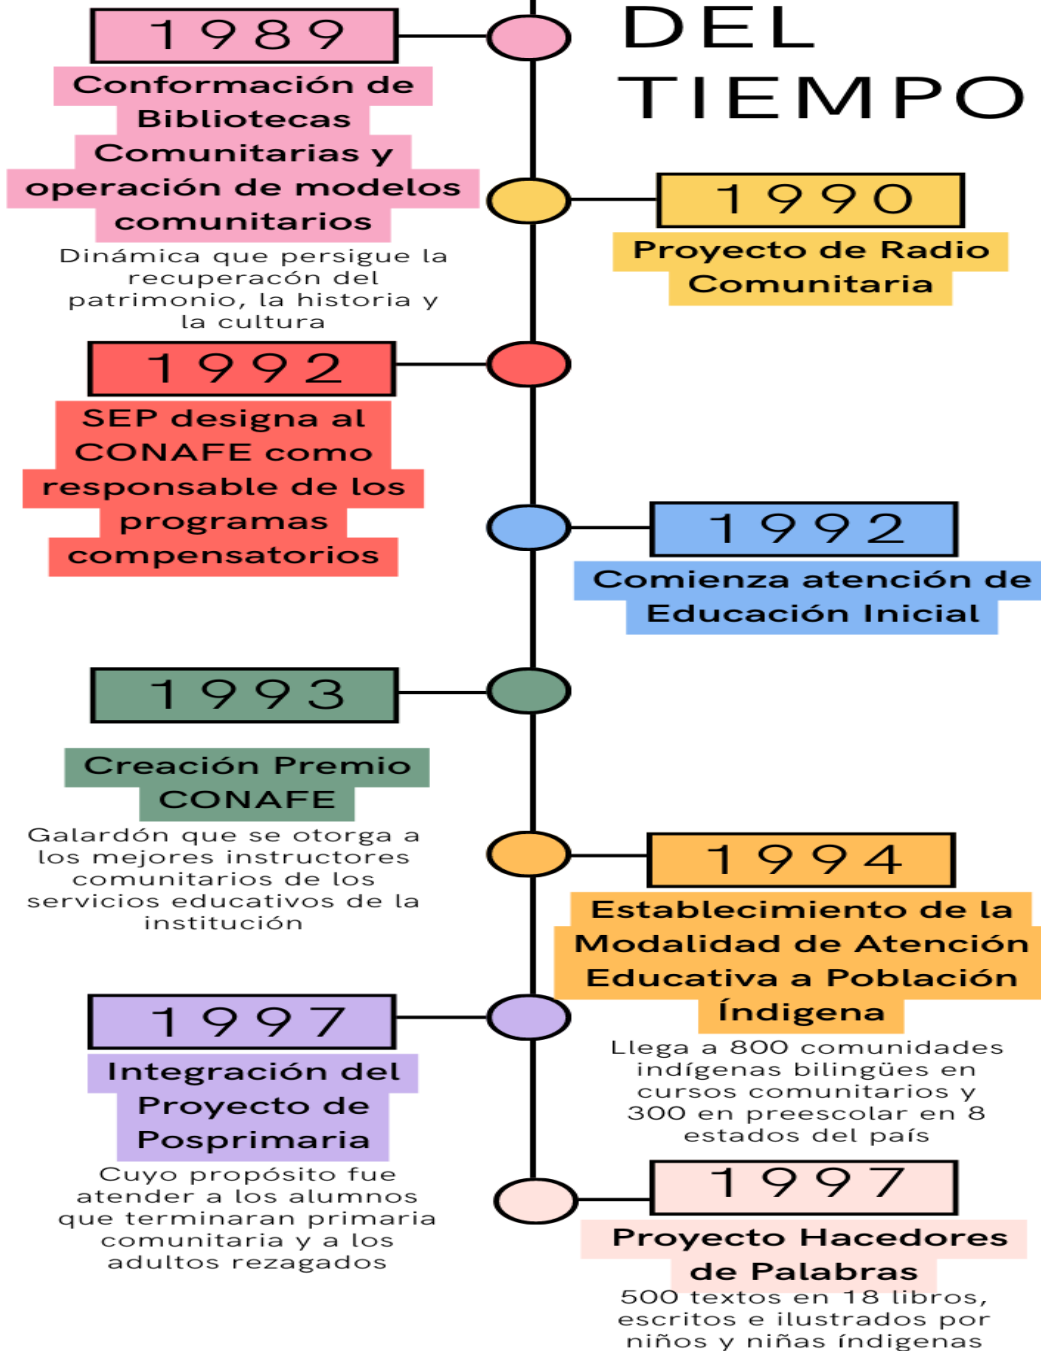 DEL
TIEMPO
1989
Conformación de
Bibliotecas
Comunitarias y
operación de modelos
comunitarios
Dinámica que persigue la
recuperacón del
patrimonio, la historia y
la cultura
1990
Proyecto de Radio
Comunitaria
1992
SEP designa al
CONAFE como
responsable de los
programas
compensatorios
1992
Comienza atención de
Educación Inicial
1993
Creación Premio
CONAFE
Galardón que se otorga a
los mejores instructores
comunitarios de los
servicios educativos de la
institución
1994
Establecimiento de la
Modalidad de Atención
Educativa a Población
Índigena
Llega a 800 comunidades
indígenas bilingües en
cursos comunitarios y
300 en preescolar en 8
estados del país
1997
Integración del
Proyecto de
Posprimaria
Cuyo propósito fue
atender a los alumnos
que terminaran primaria
comunitaria y a los
adultos rezagados
1997
Proyecto Hacedores
de Palabras
500 textos en 18 libros,
escritos e ilustrados por
niños y niñas índigenas